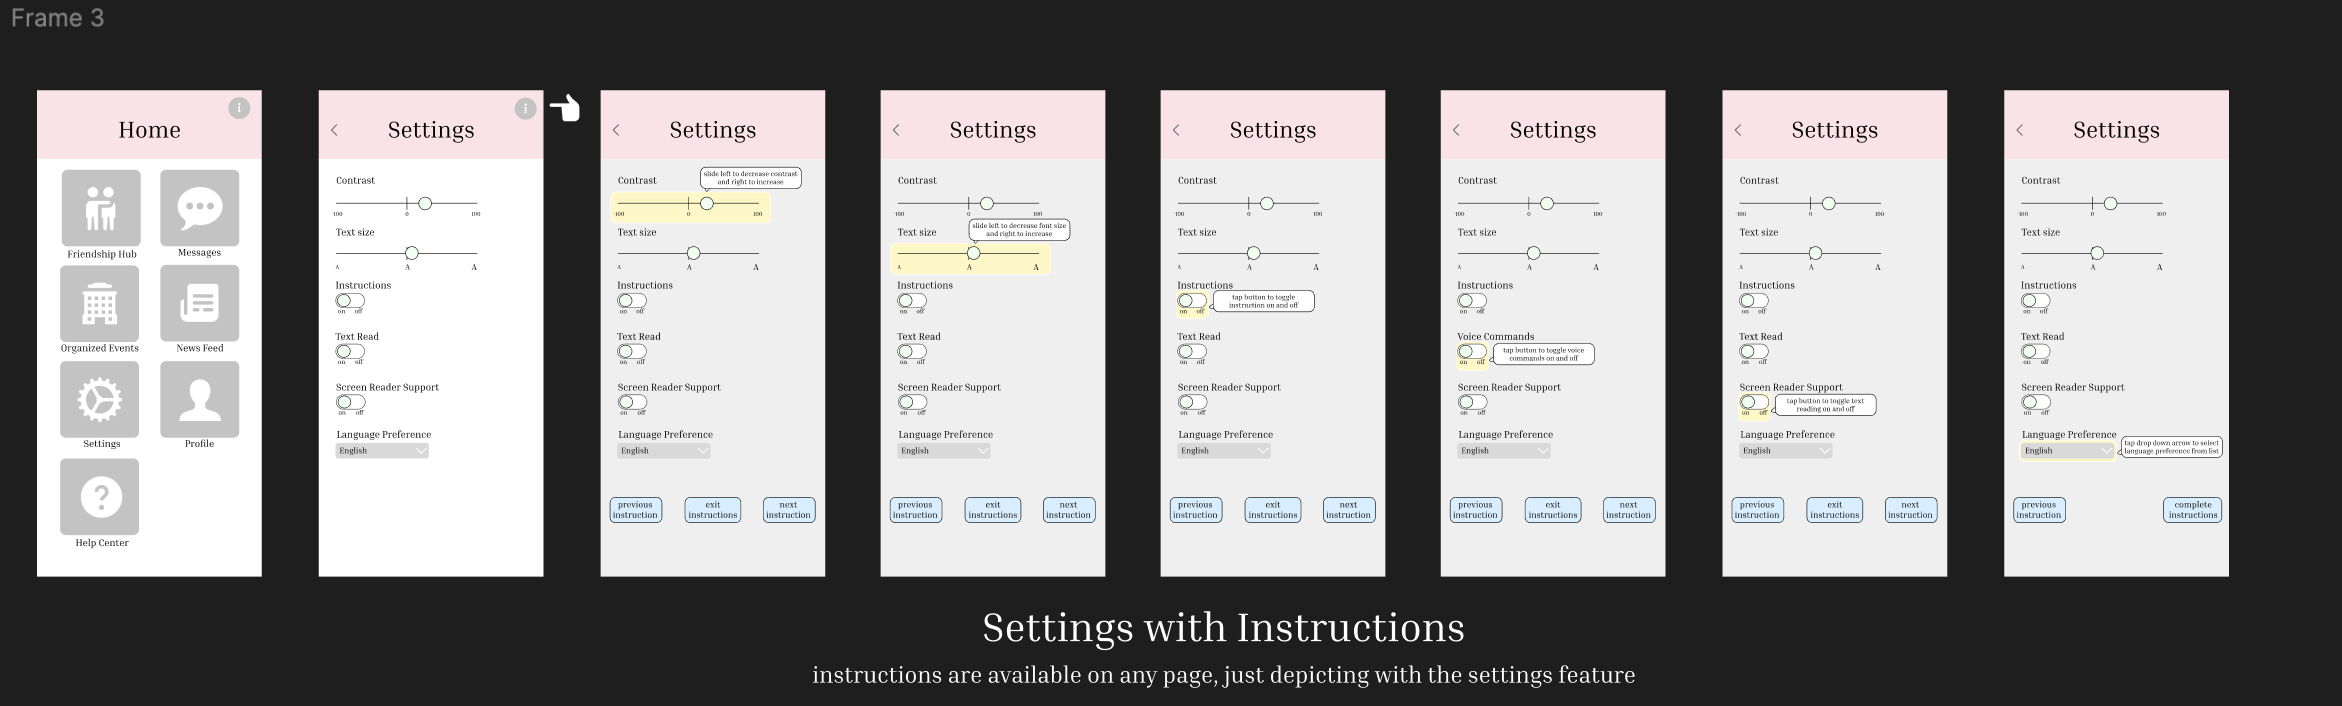 Frame 3
i
Home
Friendship Hub
Messages
Organized Events
News Feed
Settings
Profile
?
Help Center
i
Settings
Contrast
100
0
100
Text size
A
A
A
Instructions
on
off
Text Read
on
off
Screen Reader Support
on
off
Language Preference
English
Settings
slide left to decrease contrast
and right to increase
Contrast
100
0
100
Text size
A
A
A
Instructions
on
off
Text Read
on
off
Screen Reader Support
on
off
Language Preference
English
previous
instruction
exit
instructions
next
instruction
Settings
Contrast
100
0
100
slide left to decrease font size
and right to increase
Text size
A
A
A
Instructions
on
off
Text Read
on
off
Screen Reader Support
on
off
Language Preference
English
previous
instruction
exit
instructions
next
instruction
Settings
Contrast
100
0
100
Text size
A
A
A
Instructions
on
off
tap button to toggle
instruction on and off
Text Read
on
off
Screen Reader Support
on
off
Language Preference
English
previous
instruction
exit
instructions
next
instruction
Settings
Contrast
100
0
100
Text size
A
A
A
Instructions
on
off
Voice Commands
on
off
tap button to toggle voice
commands on and off
Screen Reader Support
on
off
Language Preference
English
previous
instruction
exit
instructions
next
instruction
Settings
Contrast
100
0
100
Text size
A
A
A
Instructions
on
off
Text Read
on
off
Screen Reader Support
on
off
tap button to toggle text
reading on and off
Language Preference
English
previous
instruction
exit
instructions
next
instruction
Settings
Contrast
100
0
100
Text size
A
A
A
Instructions
on
off
Text Read
on
off
Screen Reader Support
on
off
Language Preference
English
tap drop down arrow to select
language preference from list
previous
instruction
complete
instructions
Settings with Instructions
instructions are available on any page, just depicting with the settings feature